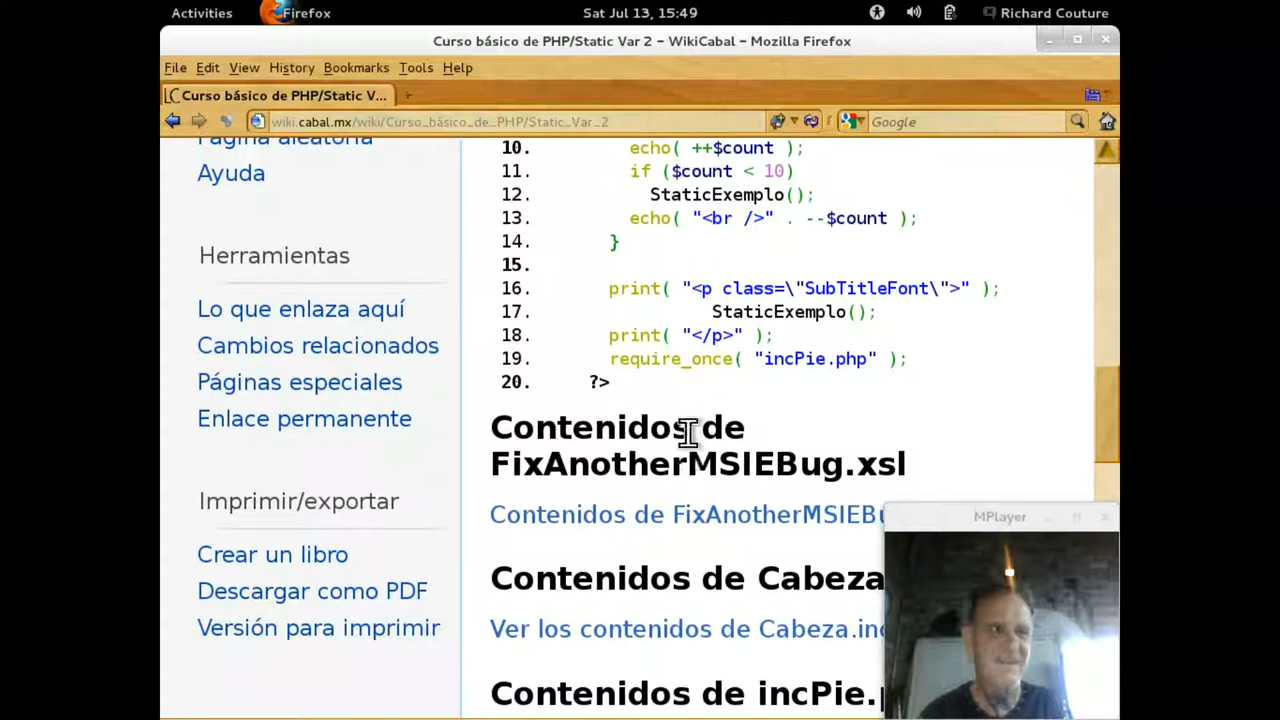 Activities
Firefox
Sat Jul 13, 15:49
Richard Couture
Curso básico de PHP/Static Var 2 – WikiCabal – Mozilla Firefox
File Edit View History Bookmarks Tools Help
Curso básico de PHP/Static V...
wiki.cabal.mx/wiki/Curso_básico_de_PHP/Static_Var_2
Google
Página aleatoria
Ayuda
Herramientas
Lo que enlaza aquí
Cambios relacionados
Páginas especiales
Enlace permanente
Imprimir/exportar
Crear un libro
Descargar como PDF
Versión para imprimir
10. echo( ++$count );
11. if ($count < 10)
12. StaticExemplo();
13. echo( "<br />" . --$count );
14. }
15.
16. print( "<p class=\"SubTitleFont\">" );
17. StaticExemplo();
18. print( "</p>" );
19. require_once( "incPie.php" );
20. ?>
Contenidos de
FixAnotherMSIEBug.xsl
Contenidos de FixAnotherMSIEBu
Contenidos de Cabeza
Ver los contenidos de Cabeza.inc
Contenidos de incPie.p
MPlayer